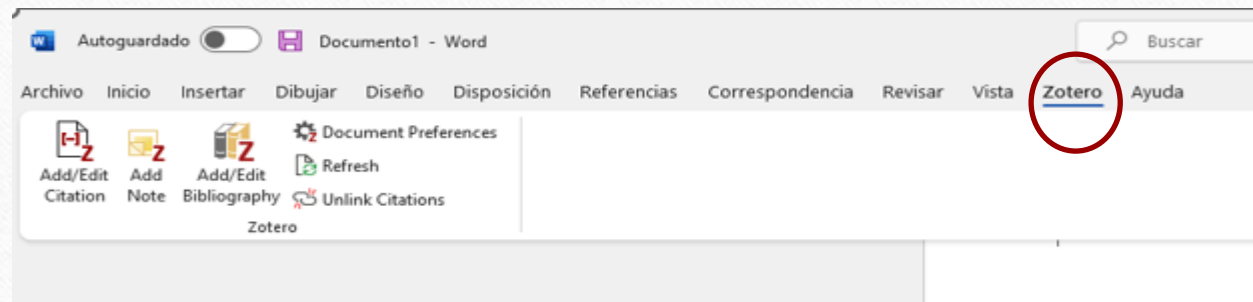 Autoguardado Documento1 - Word Buscar
Archivo Inicio Insertar Dibujar Diseño Disposición Referencias Correspondencia Revisar Vista Zotero Ayuda
Add/Edit Citation
Add Note
Add/Edit Bibliography
Document Preferences
Refresh
Unlink Citations
Zotero